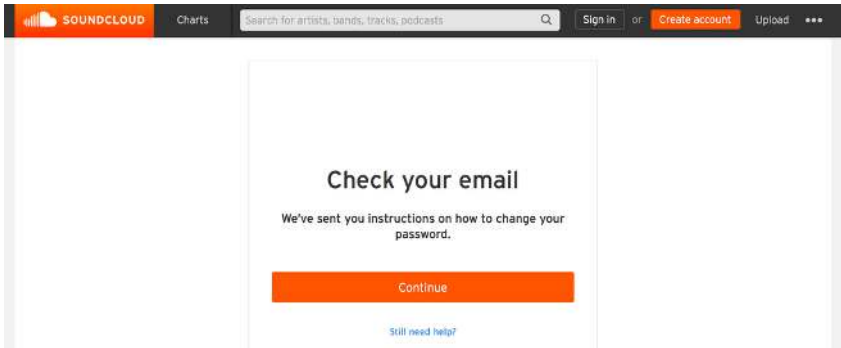 SOUNDCLOUD Charts Search for artists, bands, tracks, podcasts Sign in or Create account Upload
Check your email
We've sent you instructions on how to change your
password.
Continue
Still need help?